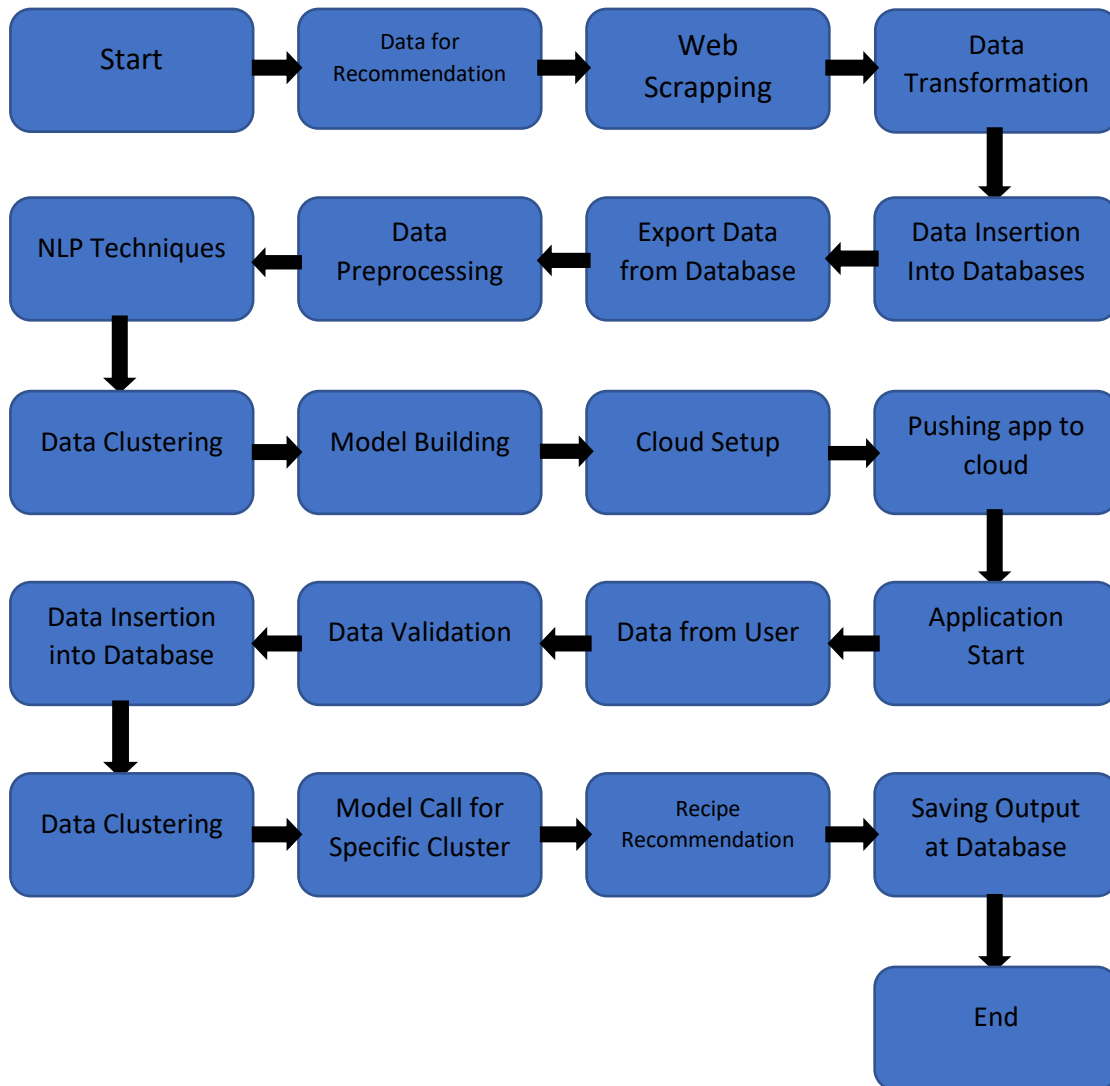 Start
Data for
Recommendation
Web
Scrapping
Data
Transformation
NLP Techniques
Data
Preprocessing
Export Data
from Database
Data Insertion
Into Databases
Data Clustering
Model Building
Cloud Setup
Pushing app to
cloud
Data Insertion
into Database
Data Validation
Data from User
Application
Start
Data Clustering
Model Call for
Specific Cluster
Recipe
Recommendation
Saving Output
at Database
End